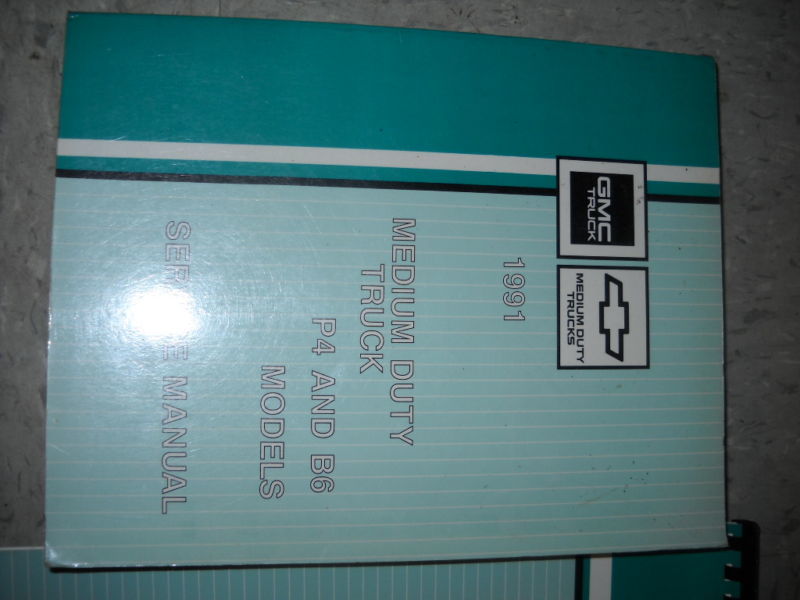 GMC
TRUCK
MEDIUM DUTY
TRUCKS
1991
MEDIUM DUTY
TRUCK
P4 AND B6
MODELS
MANUAL